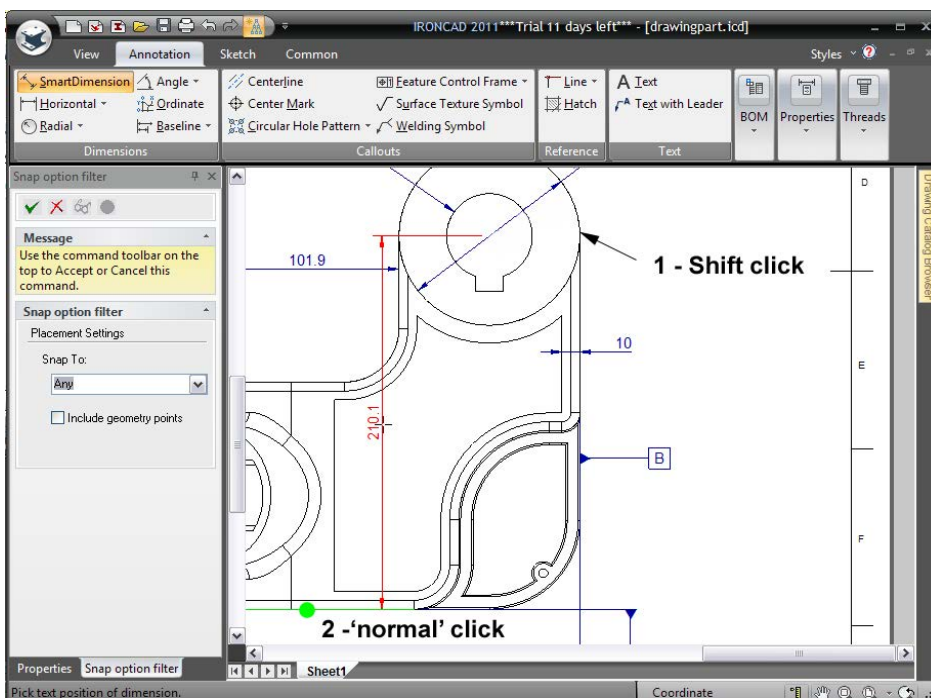 IRONCAD 2011***Trial 11 days left*** - [drawingpart.icd]
View Annotation Sketch Common Styles
SmartDimension Angle Centerline Feature Control Frame Line A Text
Horizontal Ordinate Center Mark Surface Texture Symbol Hatch Text with Leader
Radial Baseline Circular Hole Pattern Welding Symbol BOM Properties Threads
Dimensions Callouts Reference Text
Snap option filter
Message
Use the command toolbar on the
top to Accept or Cancel this
command.
Snap option filter
Placement Settings
Snap To:
Any
Include geometry points
D
101.9
1 - Shift click
10
E
210.1
B
F
2 -‘normal’ click
Drawing Catalog Browser
Properties Snap option filter
Sheet1
Pick text position of dimension.
Coordinate